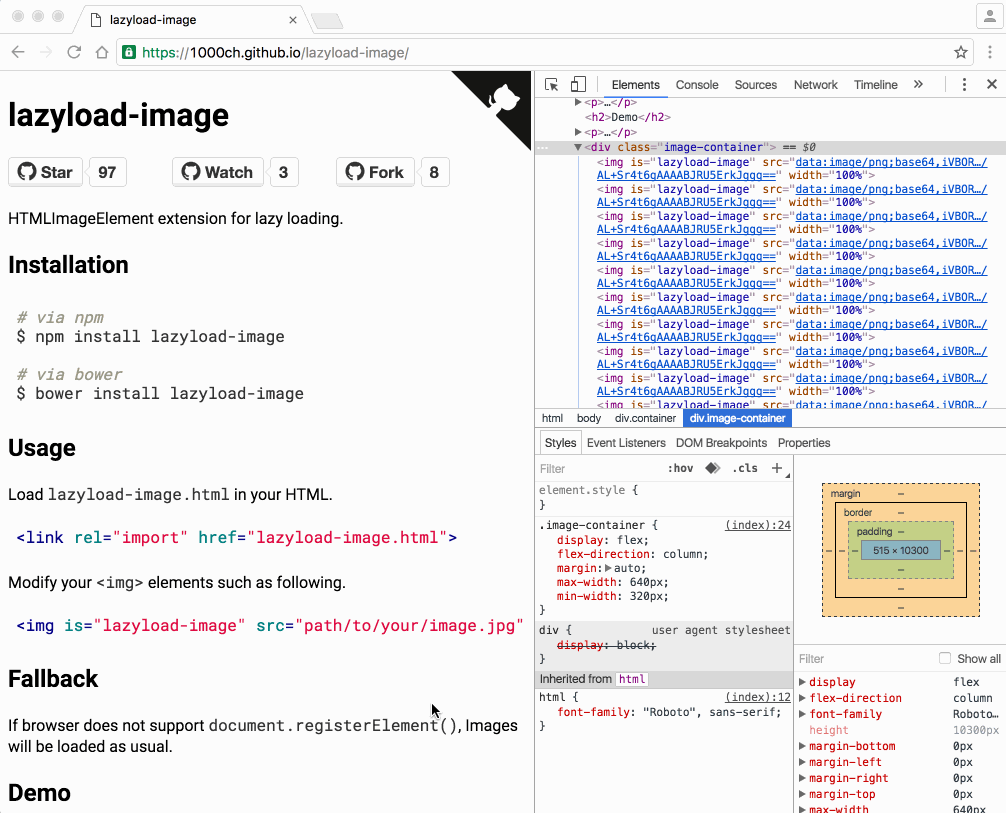 lazyload-image
https://1000ch.github.io/lazyload-image/
lazyload-image
Star 97 Watch 3 Fork 8
HTMLImageElement extension for lazy loading.
Installation
# via npm
$ npm install lazyload-image
# via bower
$ bower install lazyload-image
Usage
Load lazyload-image.html in your HTML.
<link rel="import" href="lazyload-image.html">
Modify your <img> elements such as following.
<img is="lazyload-image" src="path/to/your/image.jpg"
Fallback
If browser does not support document.registerElement(), Images
will be loaded as usual.
Demo
Elements Console Sources Network Timeline »
▶<p>…</p>
<h2>Demo</h2>
▶<p>…</p>
… ▼<div class="image-container"> == $0
<img is="lazyload-image" src="data:image/png;base64,iVBOR…/
AL+Sr4t6gAAAABJRU5ErkJggg==" width="100%">
<img is="lazyload-image" src="data:image/png;base64,iVBOR…/
AL+Sr4t6gAAAABJRU5ErkJggg==" width="100%">
<img is="lazyload-image" src="data:image/png;base64,iVBOR…/
AL+Sr4t6gAAAABJRU5ErkJggg==" width="100%">
<img is="lazyload-image" src="data:image/png;base64,iVBOR…/
AL+Sr4t6gAAAABJRU5ErkJggg==" width="100%">
<img is="lazyload-image" src="data:image/png;base64,iVBOR…/
AL+Sr4t6gAAAABJRU5ErkJggg==" width="100%">
<img is="lazyload-image" src="data:image/png;base64,iVBOR…/
AL+Sr4t6gAAAABJRU5ErkJggg==" width="100%">
<img is="lazyload-image" src="data:image/png;base64,iVBOR…/
AL+Sr4t6gAAAABJRU5ErkJggg==" width="100%">
<img is="lazyload-image" src="data:image/png;base64,iVBOR…/
AL+Sr4t6gAAAABJRU5ErkJggg==" width="100%">
<img is="lazyload-image" src="data:image/png;base64,iVBOR…/
AL+Sr4t6gAAAABJRU5ErkJggg==" width="100%">
<img is="lazyload-image" src="data:image/png;base64,iVBOR…/
html body div.container div.image-container
Styles Event Listeners DOM Breakpoints Properties
Filter :hov .cls +
element.style {
}
.image-container { (index):24
display: flex;
flex-direction: column;
margin:▶auto;
max-width: 640px;
min-width: 320px;
}
div { user agent stylesheet
display: block;
}
Inherited from html
html { (index):12
font-family: "Roboto", sans-serif;
}
margin –
border –
padding –
– – – 515 × 10300 – – –
–
–
–
Filter Show all
▶ display flex
▶ flex-direction column
▶ font-family Roboto…
height 10300px
▶ margin-bottom 0px
▶ margin-left 0px
▶ margin-right 0px
▶ margin-top 0px
▶ max-width 640px